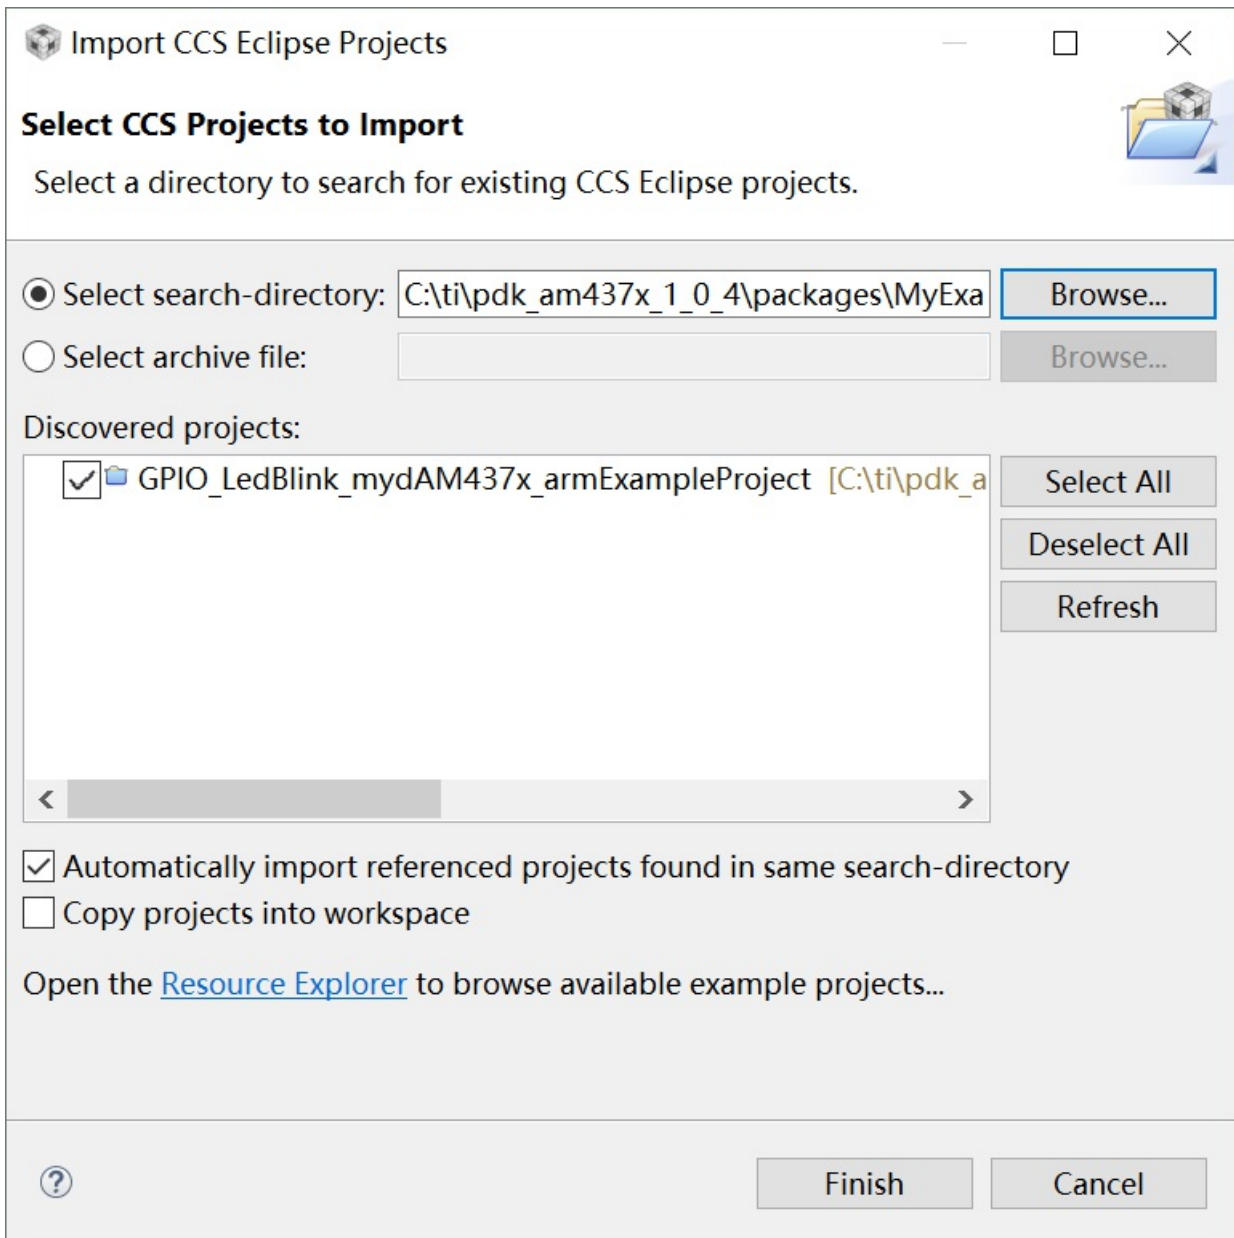 Import CCS Eclipse Projects
Select CCS Projects to Import
Select a directory to search for existing CCS Eclipse projects.
Select search-directory: C:\ti\pdk_am437x_1_0_4\packages\MyExa Browse...
Select archive file: Browse...
Discovered projects:
GPIO_LedBlink_mydAM437x_armExampleProject [C:\ti\pdk_a
Select All
Deselect All
Refresh
Automatically import referenced projects found in same search-directory
Copy projects into workspace
Open the Resource Explorer to browse available example projects...
? Finish Cancel